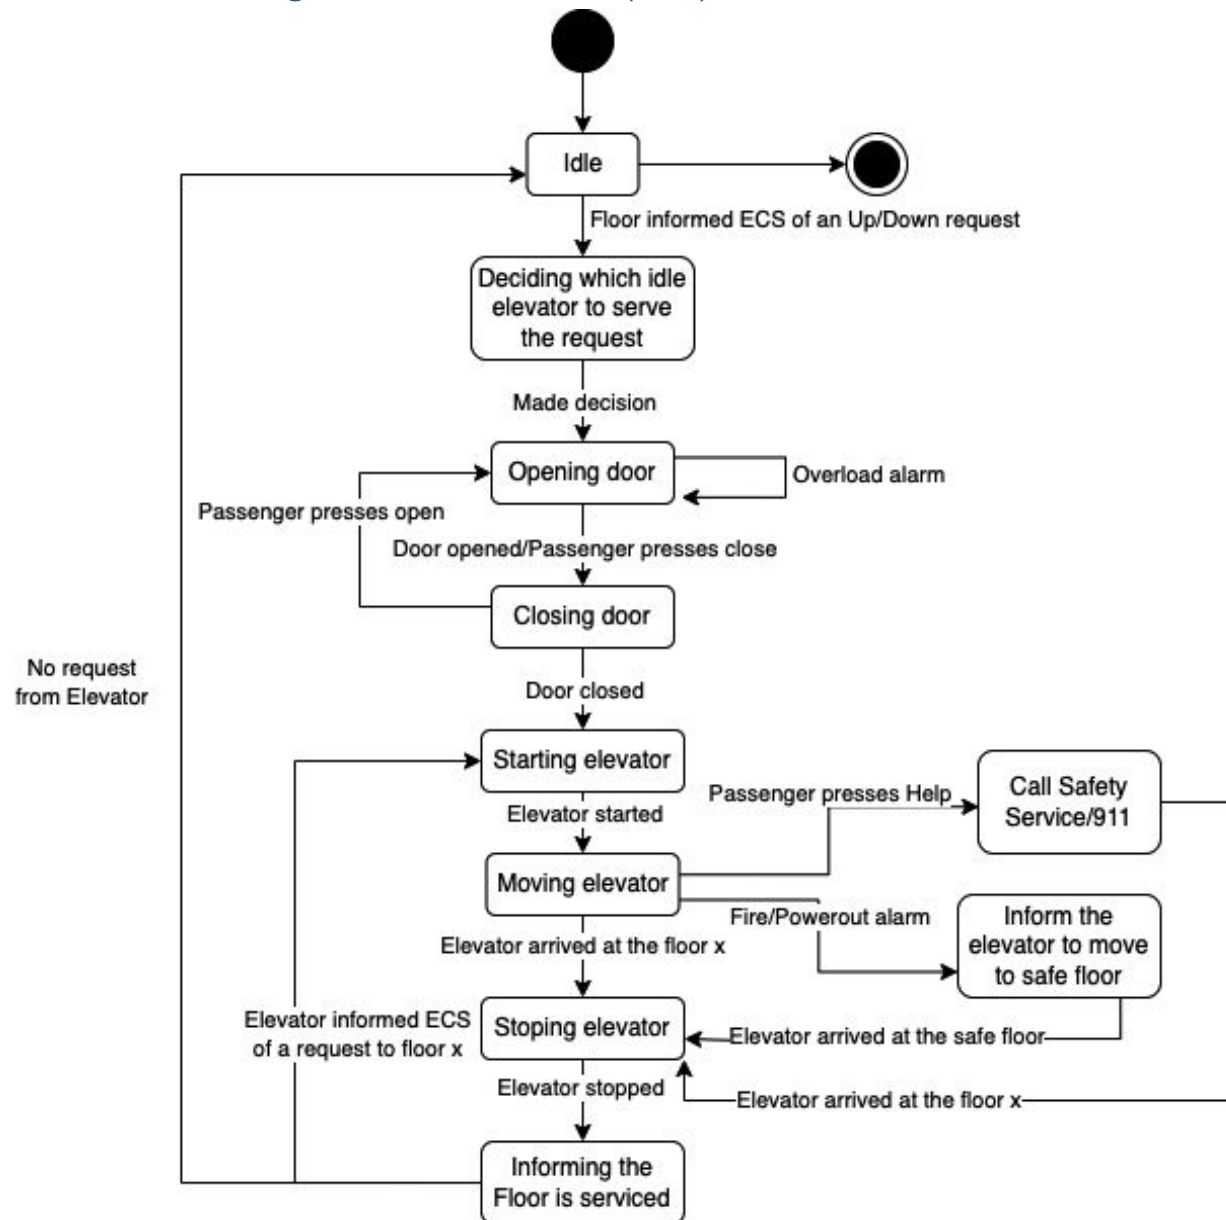 Idle
Floor informed ECS of an Up/Down request
Deciding which idle
elevator to serve
the request
Made decision
Opening door
Overload alarm
Passenger presses open
Door opened/Passenger presses close
Closing door
No request
from Elevator
Door closed
Starting elevator
Passenger presses Help
Call Safety
Service/911
Elevator started
Moving elevator
Fire/Powerout alarm
Inform the
elevator to move
to safe floor
Elevator arrived at the floor x
Elevator informed ECS
of a request to floor x
Stoping elevator
Elevator arrived at the safe floor
Elevator stopped
Elevator arrived at the floor x
Informing the
Floor is serviced